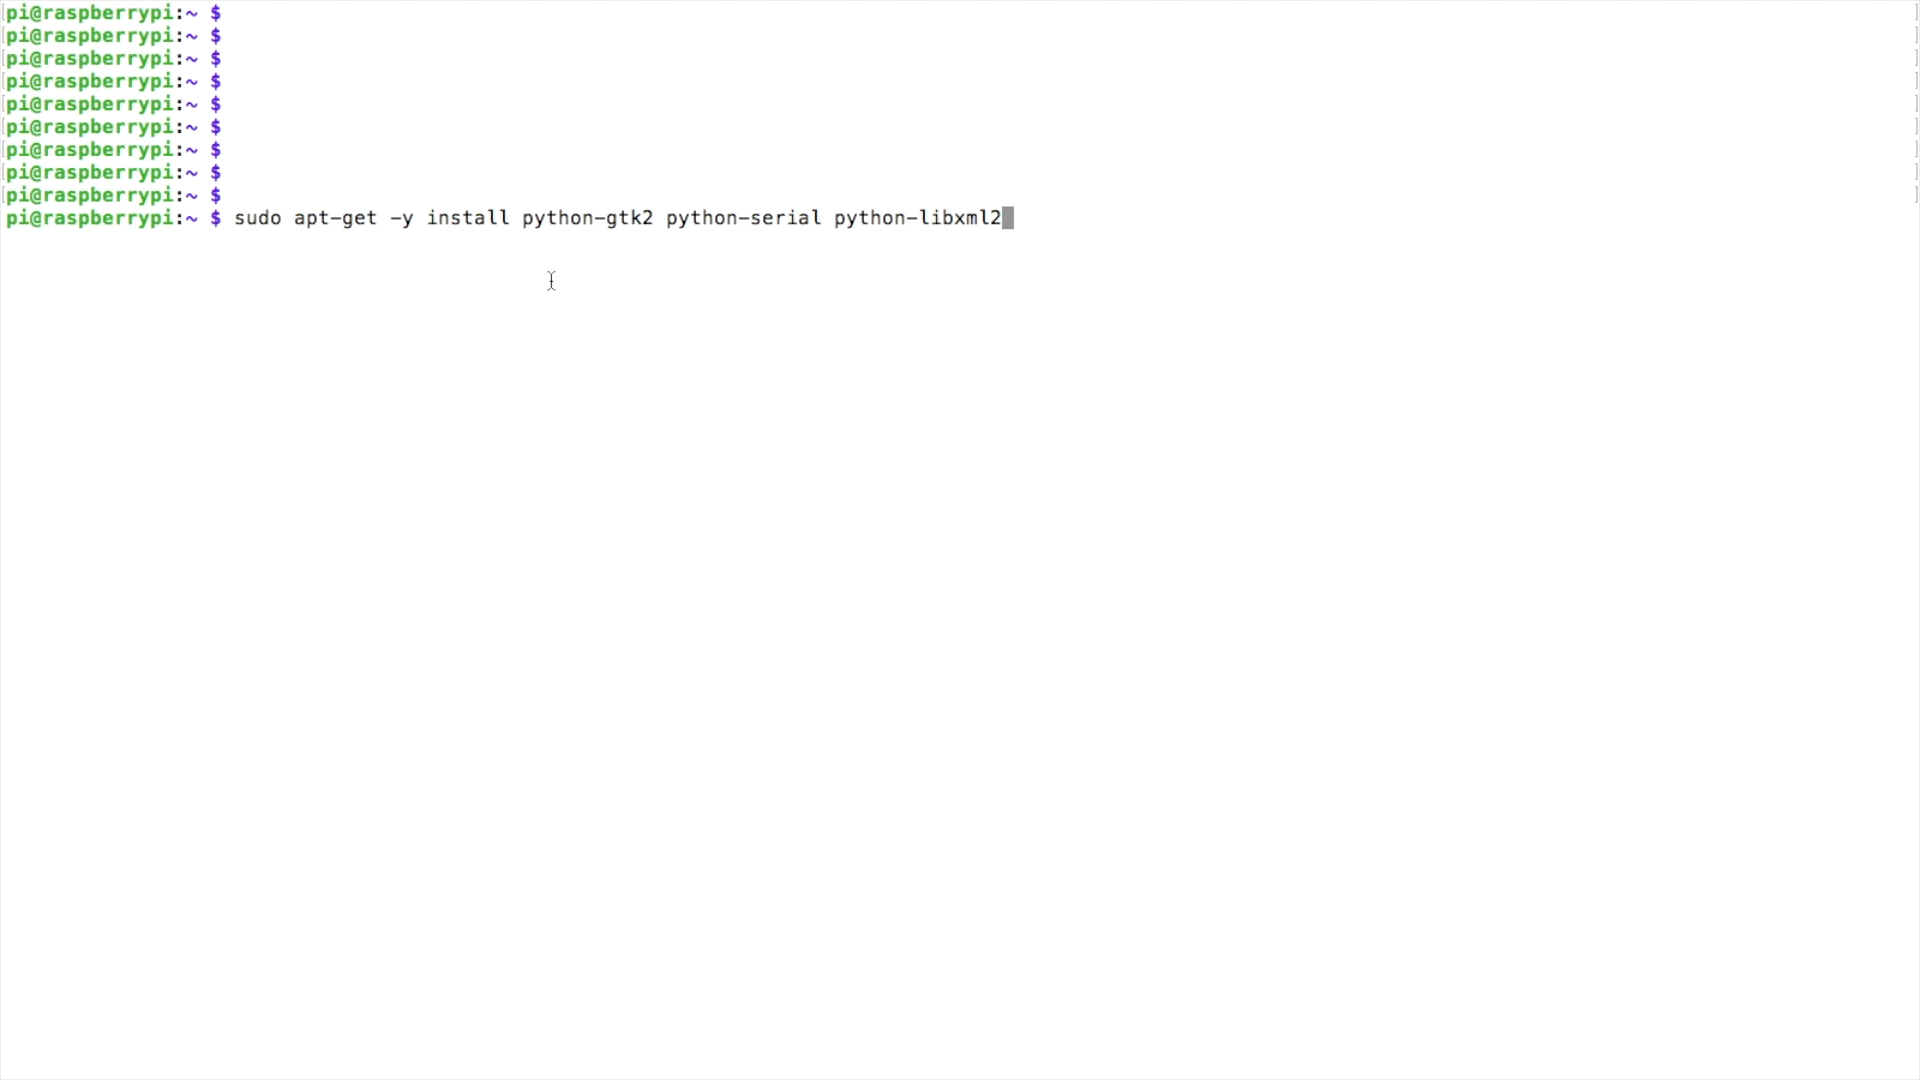 [pi@raspberrypi:~ $ ]
[pi@raspberrypi:~ $ ]
[pi@raspberrypi:~ $ ]
[pi@raspberrypi:~ $ ]
[pi@raspberrypi:~ $ ]
[pi@raspberrypi:~ $ ]
[pi@raspberrypi:~ $ ]
[pi@raspberrypi:~ $ ]
[pi@raspberrypi:~ $ ]
pi@raspberrypi:~ $ sudo apt-get -y install python-gtk2 python-serial python-libxml2